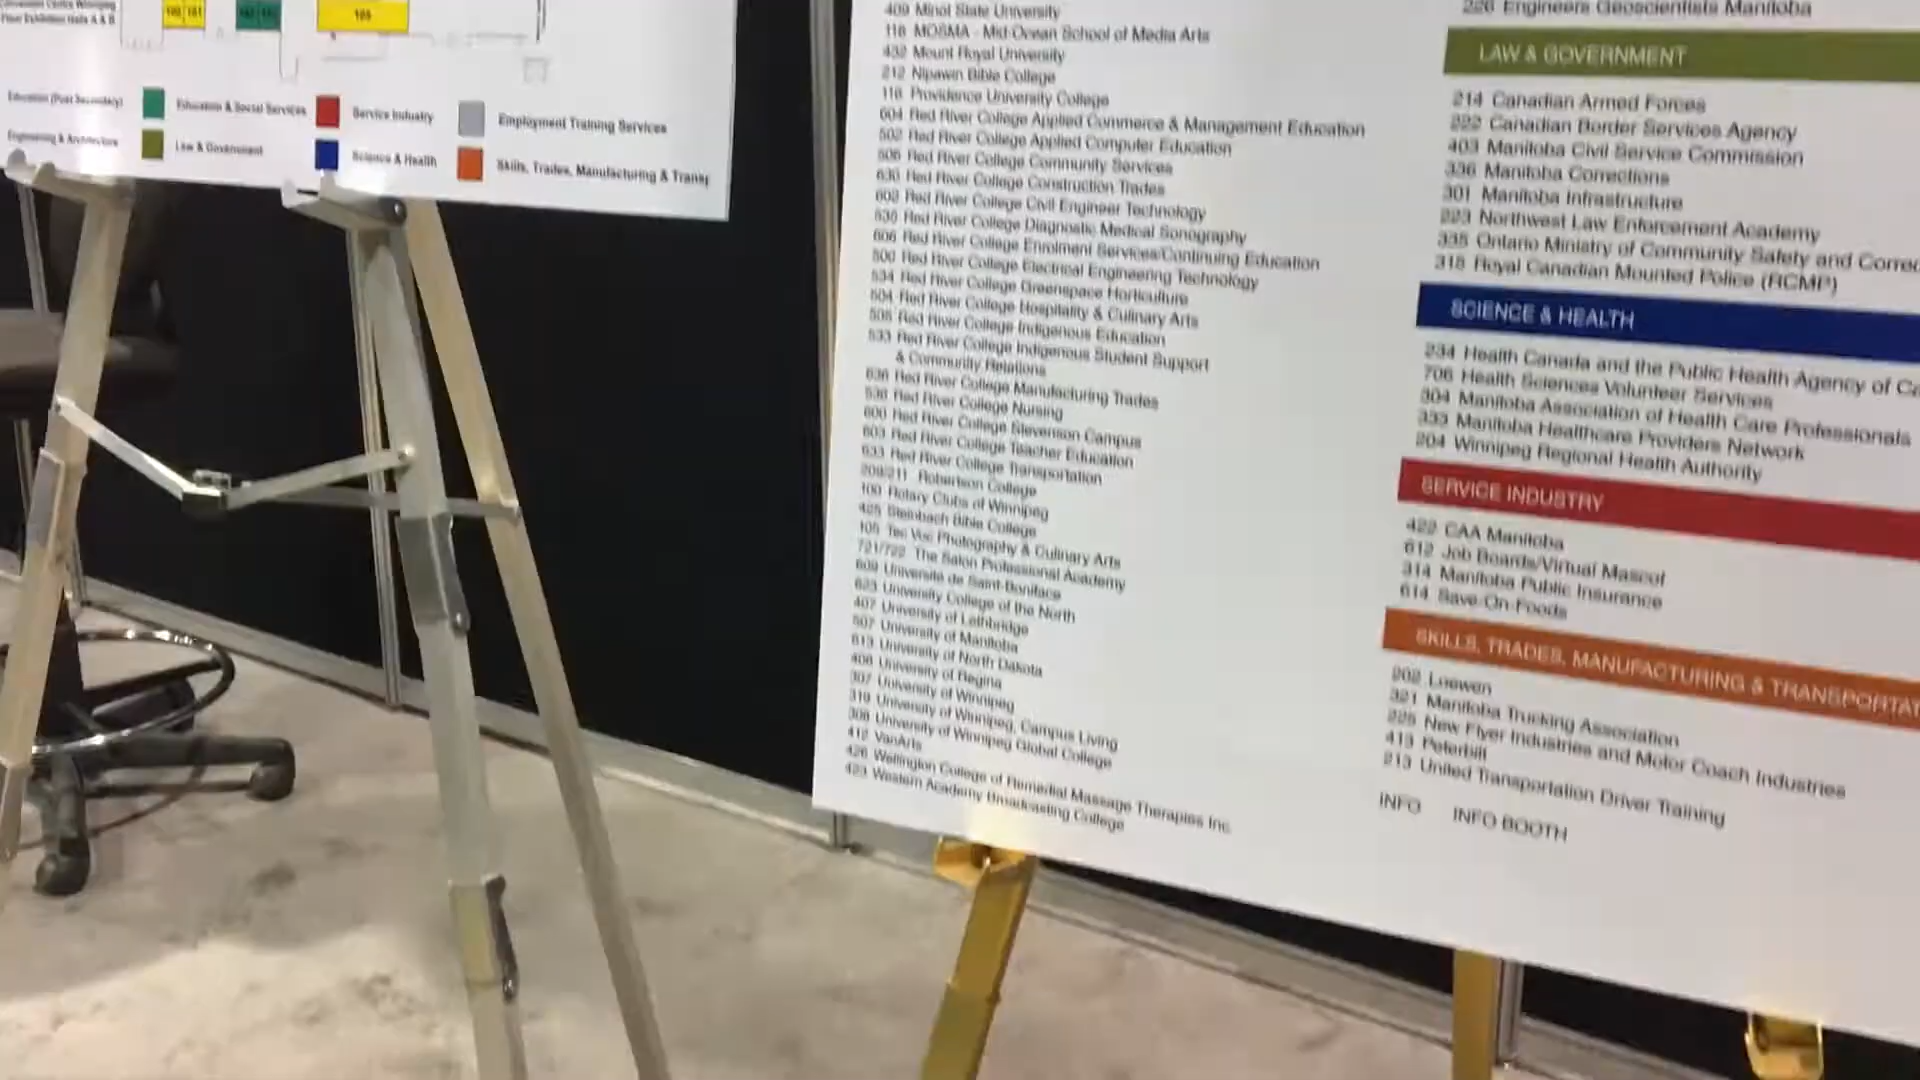 Convention Centre Winnipeg
Floor Exhibition Halls A & B
100 101
105
Education (Post Secondary)
Education & Social Services
Service Industry
Employment Training Services
Engineering & Architecture
Law & Government
Science & Health
Skills, Trades, Manufacturing & Transp
409 Minot State University
116 MOSMA - Mid-Ocean School of Media Arts
432 Mount Royal University
212 Nipawin Bible College
118 Providence University College
604 Red River College Applied Commerce & Management Education
502 Red River College Applied Computer Education
506 Red River College Community Services
630 Red River College Construction Trades
602 Red River College Civil Engineer Technology
535 Red River College Diagnostic Medical Sonography
606 Red River College Enrolment Services/Continuing Education
500 Red River College Electrical Engineering Technology
534 Red River College Greenspace Horticulture
504 Red River College Hospitality & Culinary Arts
505 Red River College Indigenous Education
533 Red River College Indigenous Student Support
& Community Relations
636 Red River College Manufacturing Trades
536 Red River College Nursing
600 Red River College Stevenson Campus
603 Red River College Teacher Education
633 Red River College Transportation
209/211 Robertson College
100 Rotary Clubs of Winnipeg
425 Steinbach Bible College
105 Tec Voc Photography & Culinary Arts
721/722 The Salon Professional Academy
609 Université de Saint-Boniface
623 University College of the North
407 University of Lethbridge
507 University of Manitoba
613 University of North Dakota
406 University of Regina
307 University of Winnipeg
319 University of Winnipeg, Campus Living
308 University of Winnipeg Global College
412 VanArts
426 Wellington College of Remedial Massage Therapies Inc.
423 Western Academy Broadcasting College
226 Engineers Geoscientists Manitoba
LAW & GOVERNMENT
214 Canadian Armed Forces
222 Canadian Border Services Agency
403 Manitoba Civil Service Commission
336 Manitoba Corrections
301 Manitoba Infrastructure
223 Northwest Law Enforcement Academy
335 Ontario Ministry of Community Safety and Correc
315 Royal Canadian Mounted Police (RCMP)
SCIENCE & HEALTH
234 Health Canada and the Public Health Agency of Ca
706 Health Sciences Volunteer Services
304 Manitoba Association of Health Care Professionals
333 Manitoba Healthcare Providers Network
204 Winnipeg Regional Health Authority
SERVICE INDUSTRY
422 CAA Manitoba
612 Job Boards/Virtual Mascot
314 Manitoba Public Insurance
614 Save-On-Foods
SKILLS, TRADES, MANUFACTURING & TRANSPORTAT
202 Loewen
321 Manitoba Trucking Association
225 New Flyer Industries and Motor Coach Industries
413 Peterbilt
213 United Transportation Driver Training
INFO INFO BOOTH